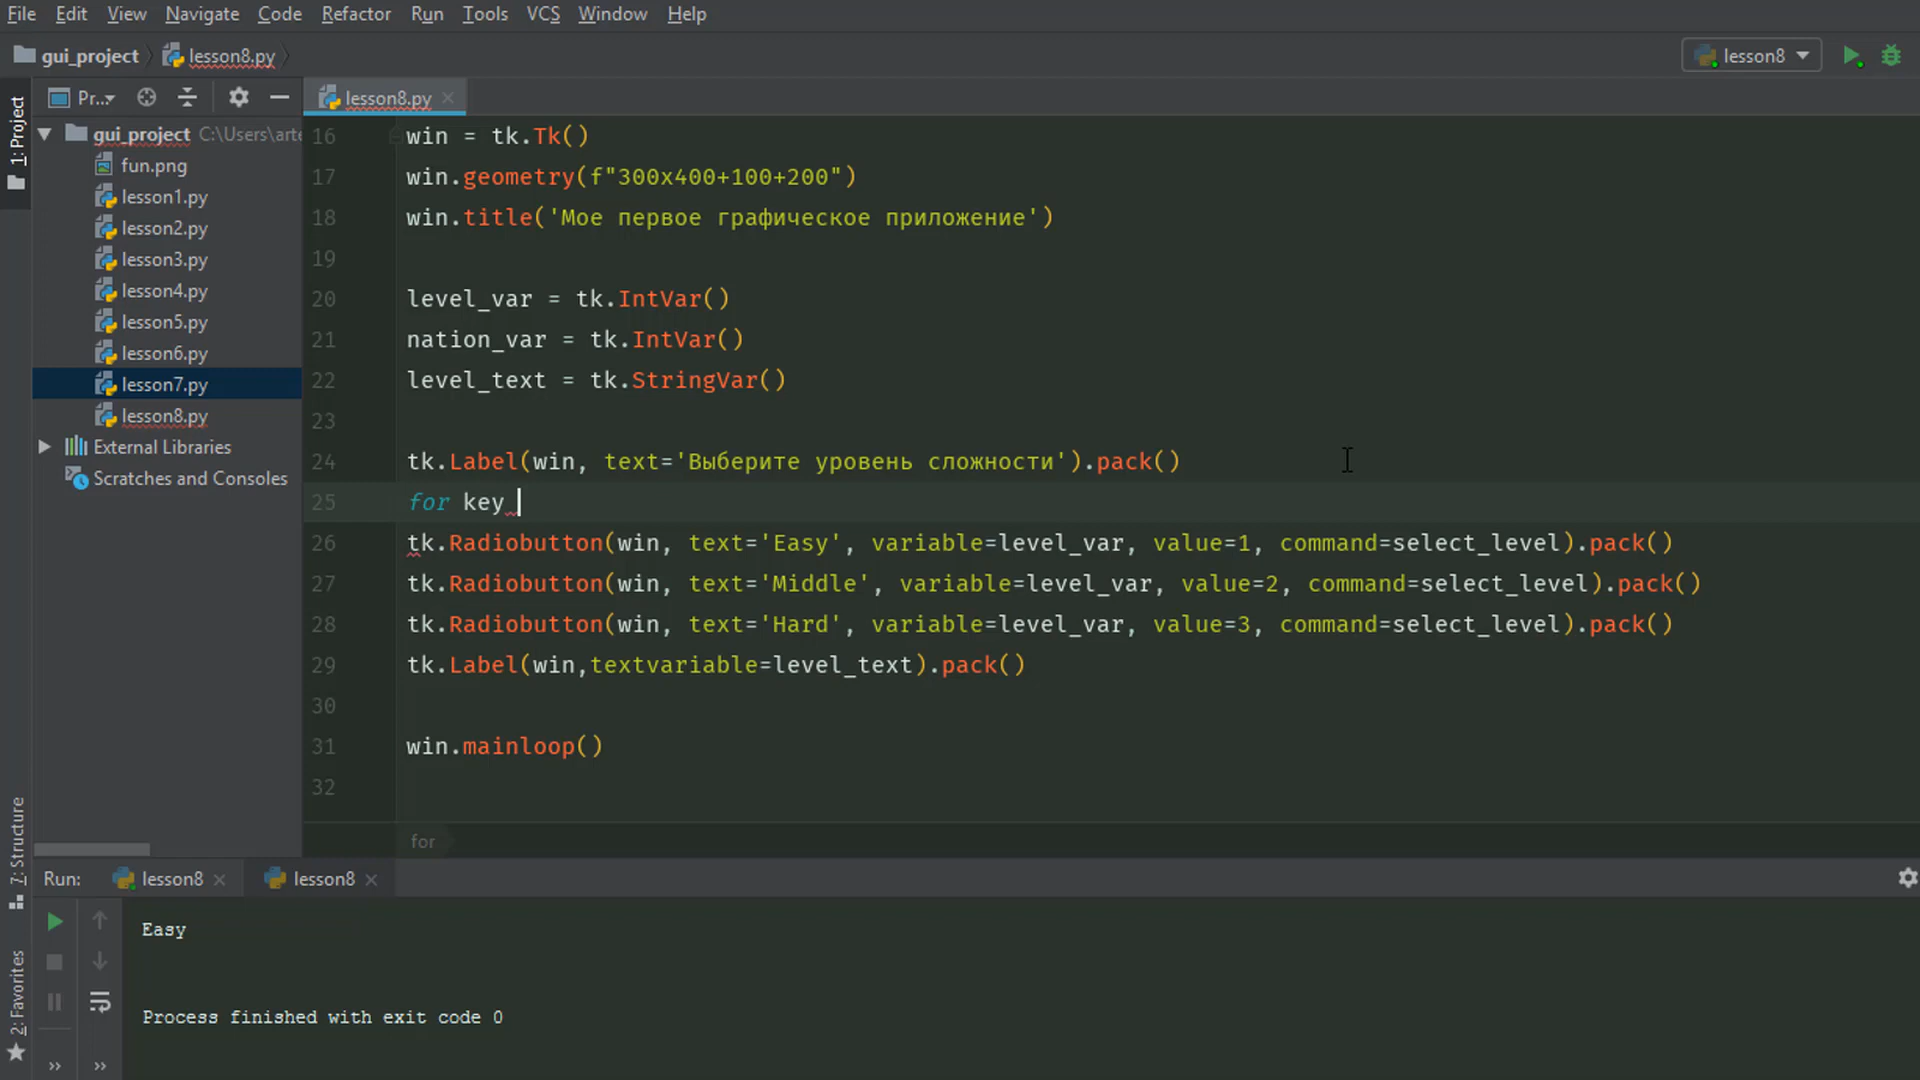 File Edit View Navigate Code Refactor Run Tools VCS Window Help
gui_project lesson8.py lesson8
Pr... lesson8.py
1: Project
gui_project C:\Users\arte
fun.png
lesson1.py
lesson2.py
lesson3.py
lesson4.py
lesson5.py
lesson6.py
lesson7.py
lesson8.py
External Libraries
Scratches and Consoles
16 win = tk.Tk()
17 win.geometry(f"300x400+100+200")
18 win.title('Мое первое графическое приложение')
19
20 level_var = tk.IntVar()
21 nation_var = tk.IntVar()
22 level_text = tk.StringVar()
23
24 tk.Label(win, text='Выберите уровень сложности').pack()
25 for key
26 tk.Radiobutton(win, text='Easy', variable=level_var, value=1, command=select_level).pack()
27 tk.Radiobutton(win, text='Middle', variable=level_var, value=2, command=select_level).pack()
28 tk.Radiobutton(win, text='Hard', variable=level_var, value=3, command=select_level).pack()
29 tk.Label(win,textvariable=level_text).pack()
30
31 win.mainloop()
32
for
7: Structure
2: Favorites
Run: lesson8 lesson8
Easy
Process finished with exit code 0